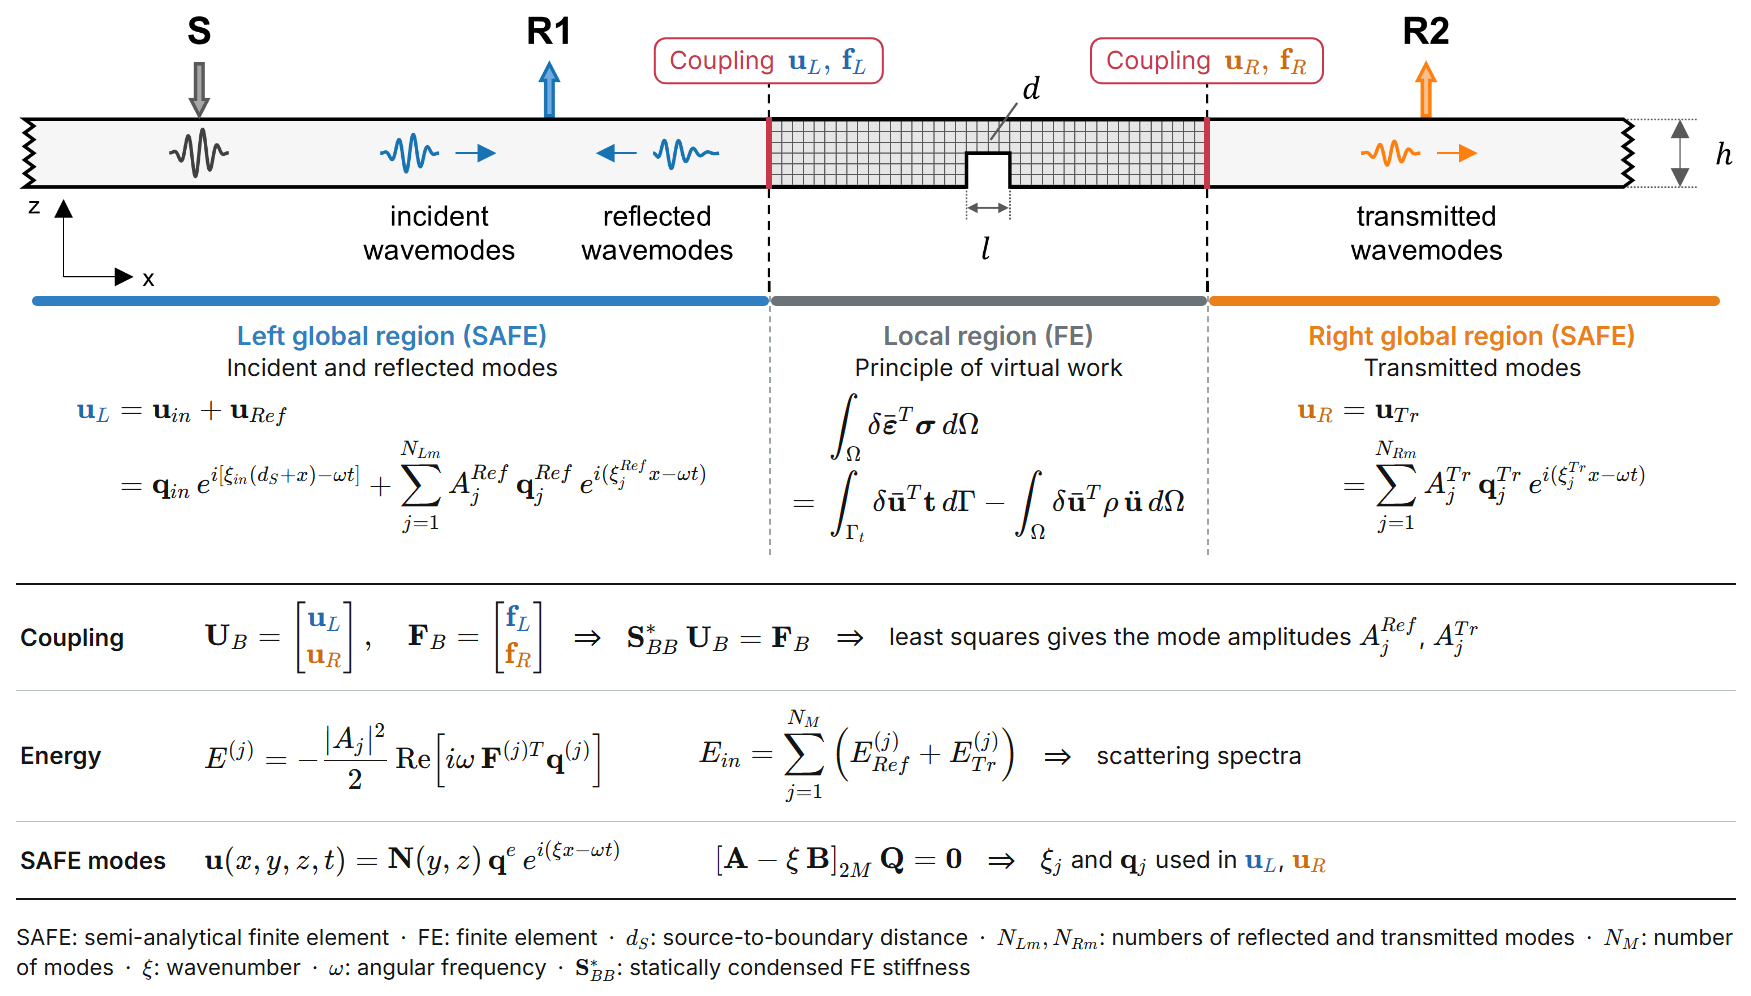 S R1 R2
Coupling u_L, f_L Coupling u_R, f_R
d
h
z
x
incident wavemodes
reflected wavemodes
l
transmitted wavemodes
Left global region (SAFE)
Incident and reflected modes
u_L = u_in + u_Ref
= q_in e^{i[ξ_in(d_S+x)−ωt]} + ∑_{j=1}^{N_Lm} A_j^{Ref} q_j^{Ref} e^{i(ξ_j^{Ref} x−ωt)}
Local region (FE)
Principle of virtual work
∫_Ω δε̄^T σ dΩ
= ∫_{Γ_t} δū^T t dΓ − ∫_Ω δū^T ρ ü dΩ
Right global region (SAFE)
Transmitted modes
u_R = u_Tr
= ∑_{j=1}^{N_Rm} A_j^{Tr} q_j^{Tr} e^{i(ξ_j^{Tr} x−ωt)}
Coupling U_B = [u_L u_R], F_B = [f_L f_R] ⇒ S*_BB U_B = F_B ⇒ least squares gives the mode amplitudes A_j^{Ref}, A_j^{Tr}
Energy E^{(j)} = −|A_j|²/2 Re[iω F^{(j)T} q^{(j)}] E_in = ∑_{j=1}^{N_M} (E_Ref^{(j)} + E_Tr^{(j)}) ⇒ scattering spectra
SAFE modes u(x, y, z, t) = N(y, z) q^e e^{i(ξx−ωt)} [A − ξ B]_{2M} Q = 0 ⇒ ξ_j and q_j used in u_L, u_R
SAFE: semi-analytical finite element · FE: finite element · d_S: source-to-boundary distance · N_Lm, N_Rm: numbers of reflected and transmitted modes · N_M: number
of modes · ξ: wavenumber · ω: angular frequency · S*_BB: statically condensed FE stiffness